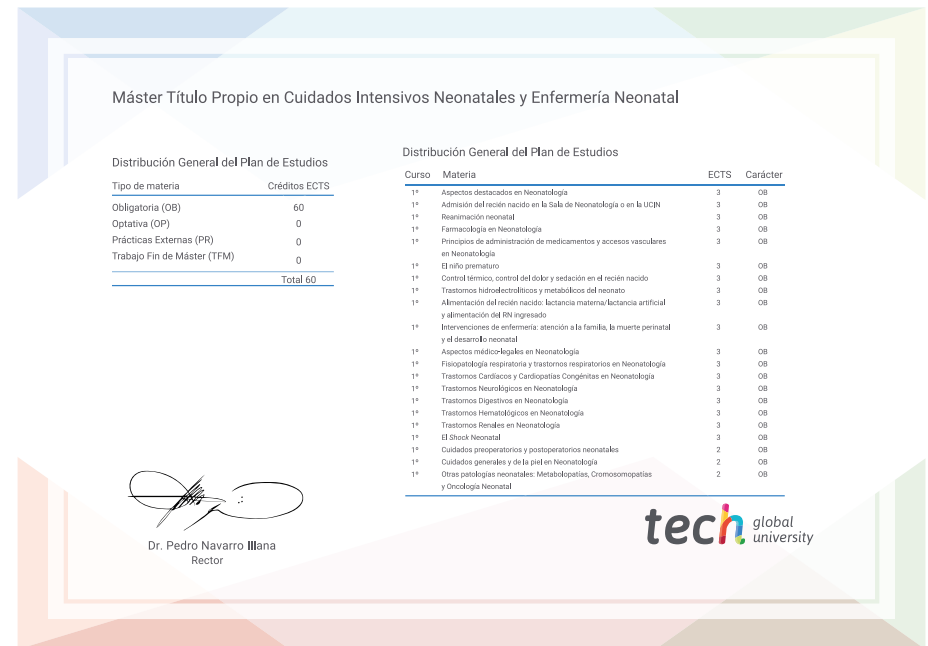 Máster Título Propio en Cuidados Intensivos Neonatales y Enfermería Neonatal
Distribución General del Plan de Estudios
Tipo de materia Créditos ECTS
Obligatoria (OB) 60
Optativa (OP) 0
Prácticas Externas (PR) 0
Trabajo Fin de Máster (TFM) 0
Total 60
Distribución General del Plan de Estudios
Curso Materia ECTS Carácter
1º Aspectos destacados en Neonatología 3 OB
1º Admisión del recién nacido en la Sala de Neonatología o en la UCIN 3 OB
1º Reanimación neonatal 3 OB
1º Farmacología en Neonatología 3 OB
1º Principios de administración de medicamentos y accesos vasculares 3 OB
en Neonatología
1º El niño prematuro 3 OB
1º Control térmico, control del dolor y sedación en el recién nacido 3 OB
1º Trastornos hidroelectrolíticos y metabólicos del neonato 3 OB
1º Alimentación del recién nacido: lactancia materna/lactancia artificial 3 OB
y alimentación del RN ingresado
1º Intervenciones de enfermería: atención a la familia, la muerte perinatal 3 OB
y el desarrollo neonatal
1º Aspectos médico-legales en Neonatología 3 OB
1º Fisiopatología respiratoria y trastornos respiratorios en Neonatología 3 OB
1º Trastornos Cardíacos y Cardiopatías Congénitas en Neonatología 3 OB
1º Trastornos Neurológicos en Neonatología 3 OB
1º Trastornos Digestivos en Neonatología 3 OB
1º Trastornos Hematológicos en Neonatología 3 OB
1º Trastornos Renales en Neonatología 3 OB
1º El Shock Neonatal 3 OB
1º Cuidados preoperatorios y postoperatorios neonatales 2 OB
1º Cuidados generales y de la piel en Neonatología 2 OB
1º Otras patologías neonatales: Metabolopatías, Cromosomopatías 2 OB
y Oncología Neonatal
Dr. Pedro Navarro Illana
Rector
tech global
university